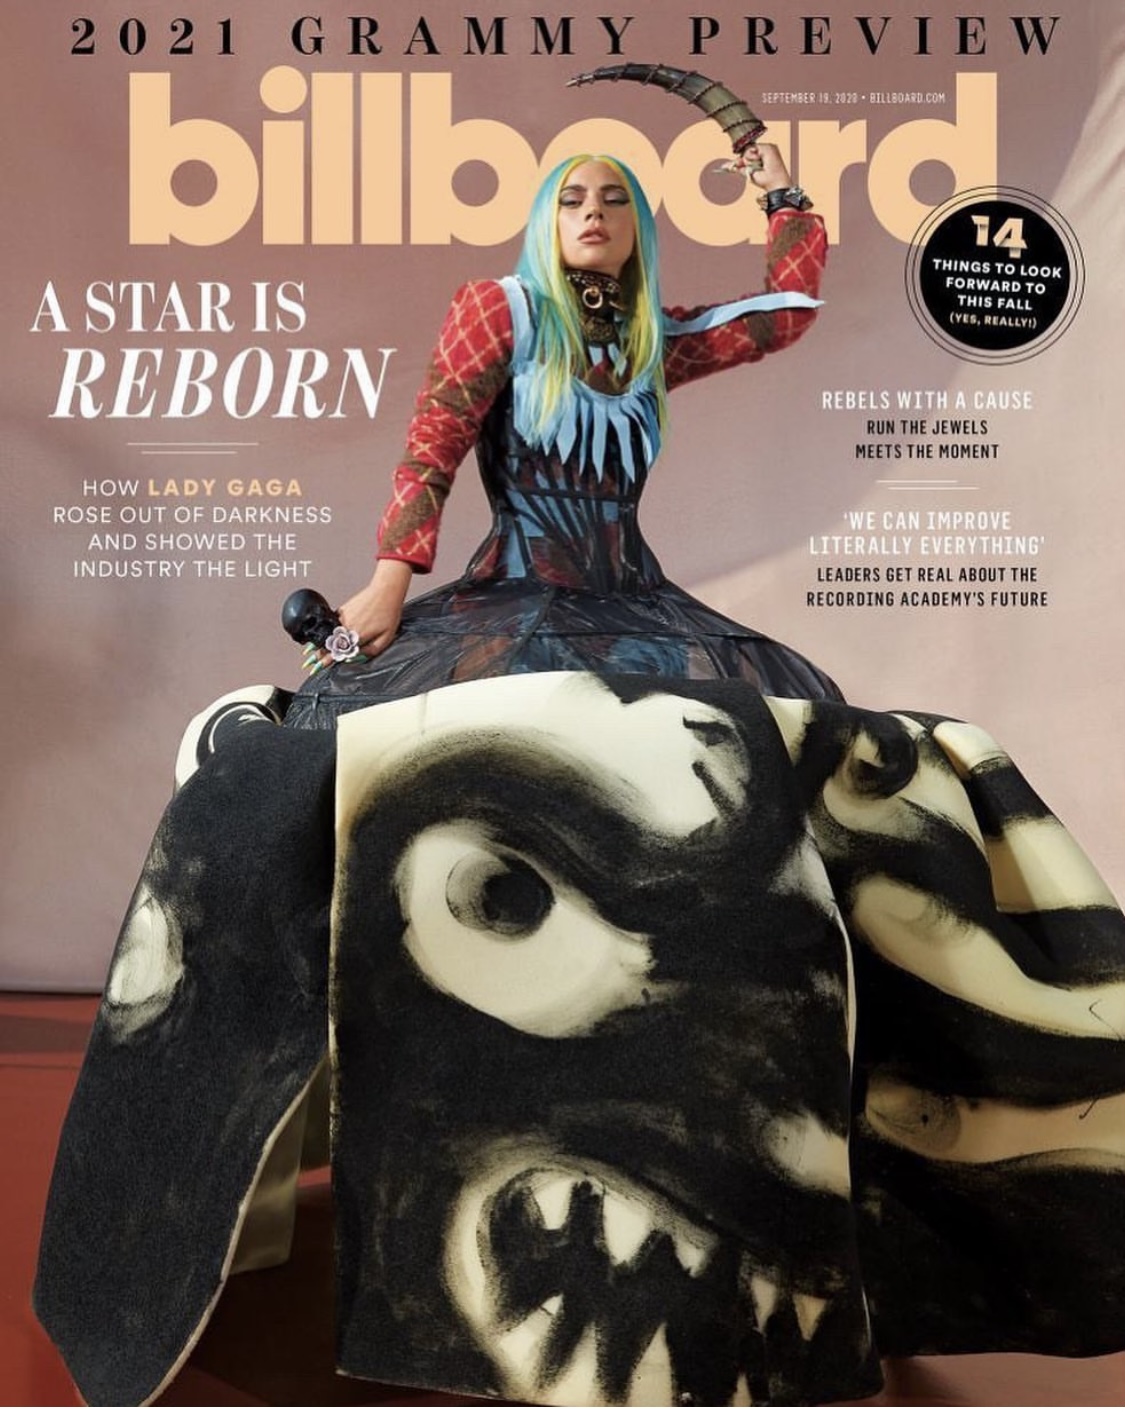 2021 GRAMMY PREVIEW
billboard
SEPTEMBER 19, 2020 • BILLBOARD.COM
A STAR IS
REBORN
HOW LADY GAGA
ROSE OUT OF DARKNESS
AND SHOWED THE
INDUSTRY THE LIGHT
14
THINGS TO LOOK
FORWARD TO
THIS FALL
(YES, REALLY!)
REBELS WITH A CAUSE
RUN THE JEWELS
MEETS THE MOMENT
'WE CAN IMPROVE
LITERALLY EVERYTHING'
LEADERS GET REAL ABOUT THE
RECORDING ACADEMY'S FUTURE